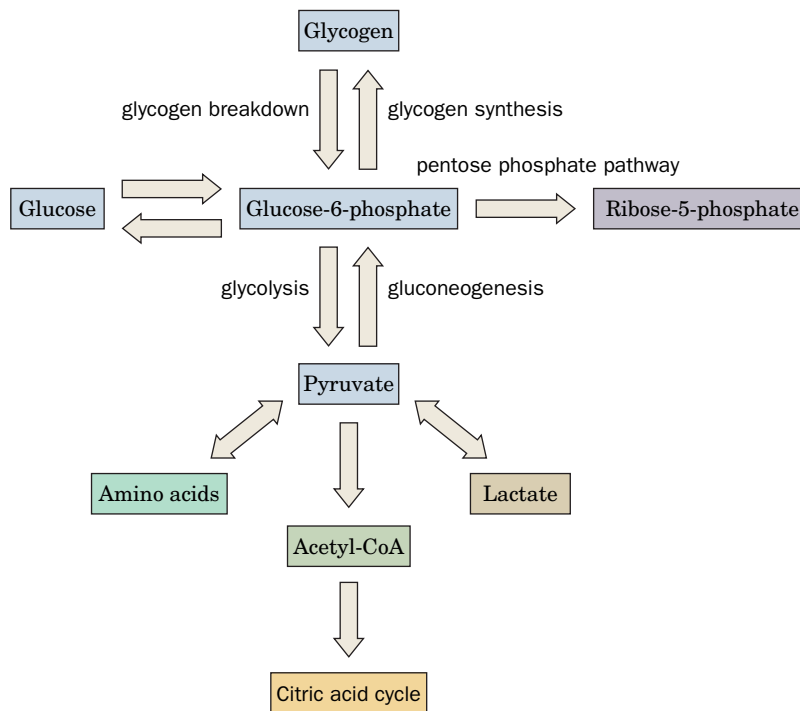 Glycogen
glycogen breakdown
glycogen synthesis
pentose phosphate pathway
Glucose
Glucose-6-phosphate
Ribose-5-phosphate
glycolysis
gluconeogenesis
Pyruvate
Amino acids
Lactate
Acetyl-CoA
Citric acid cycle